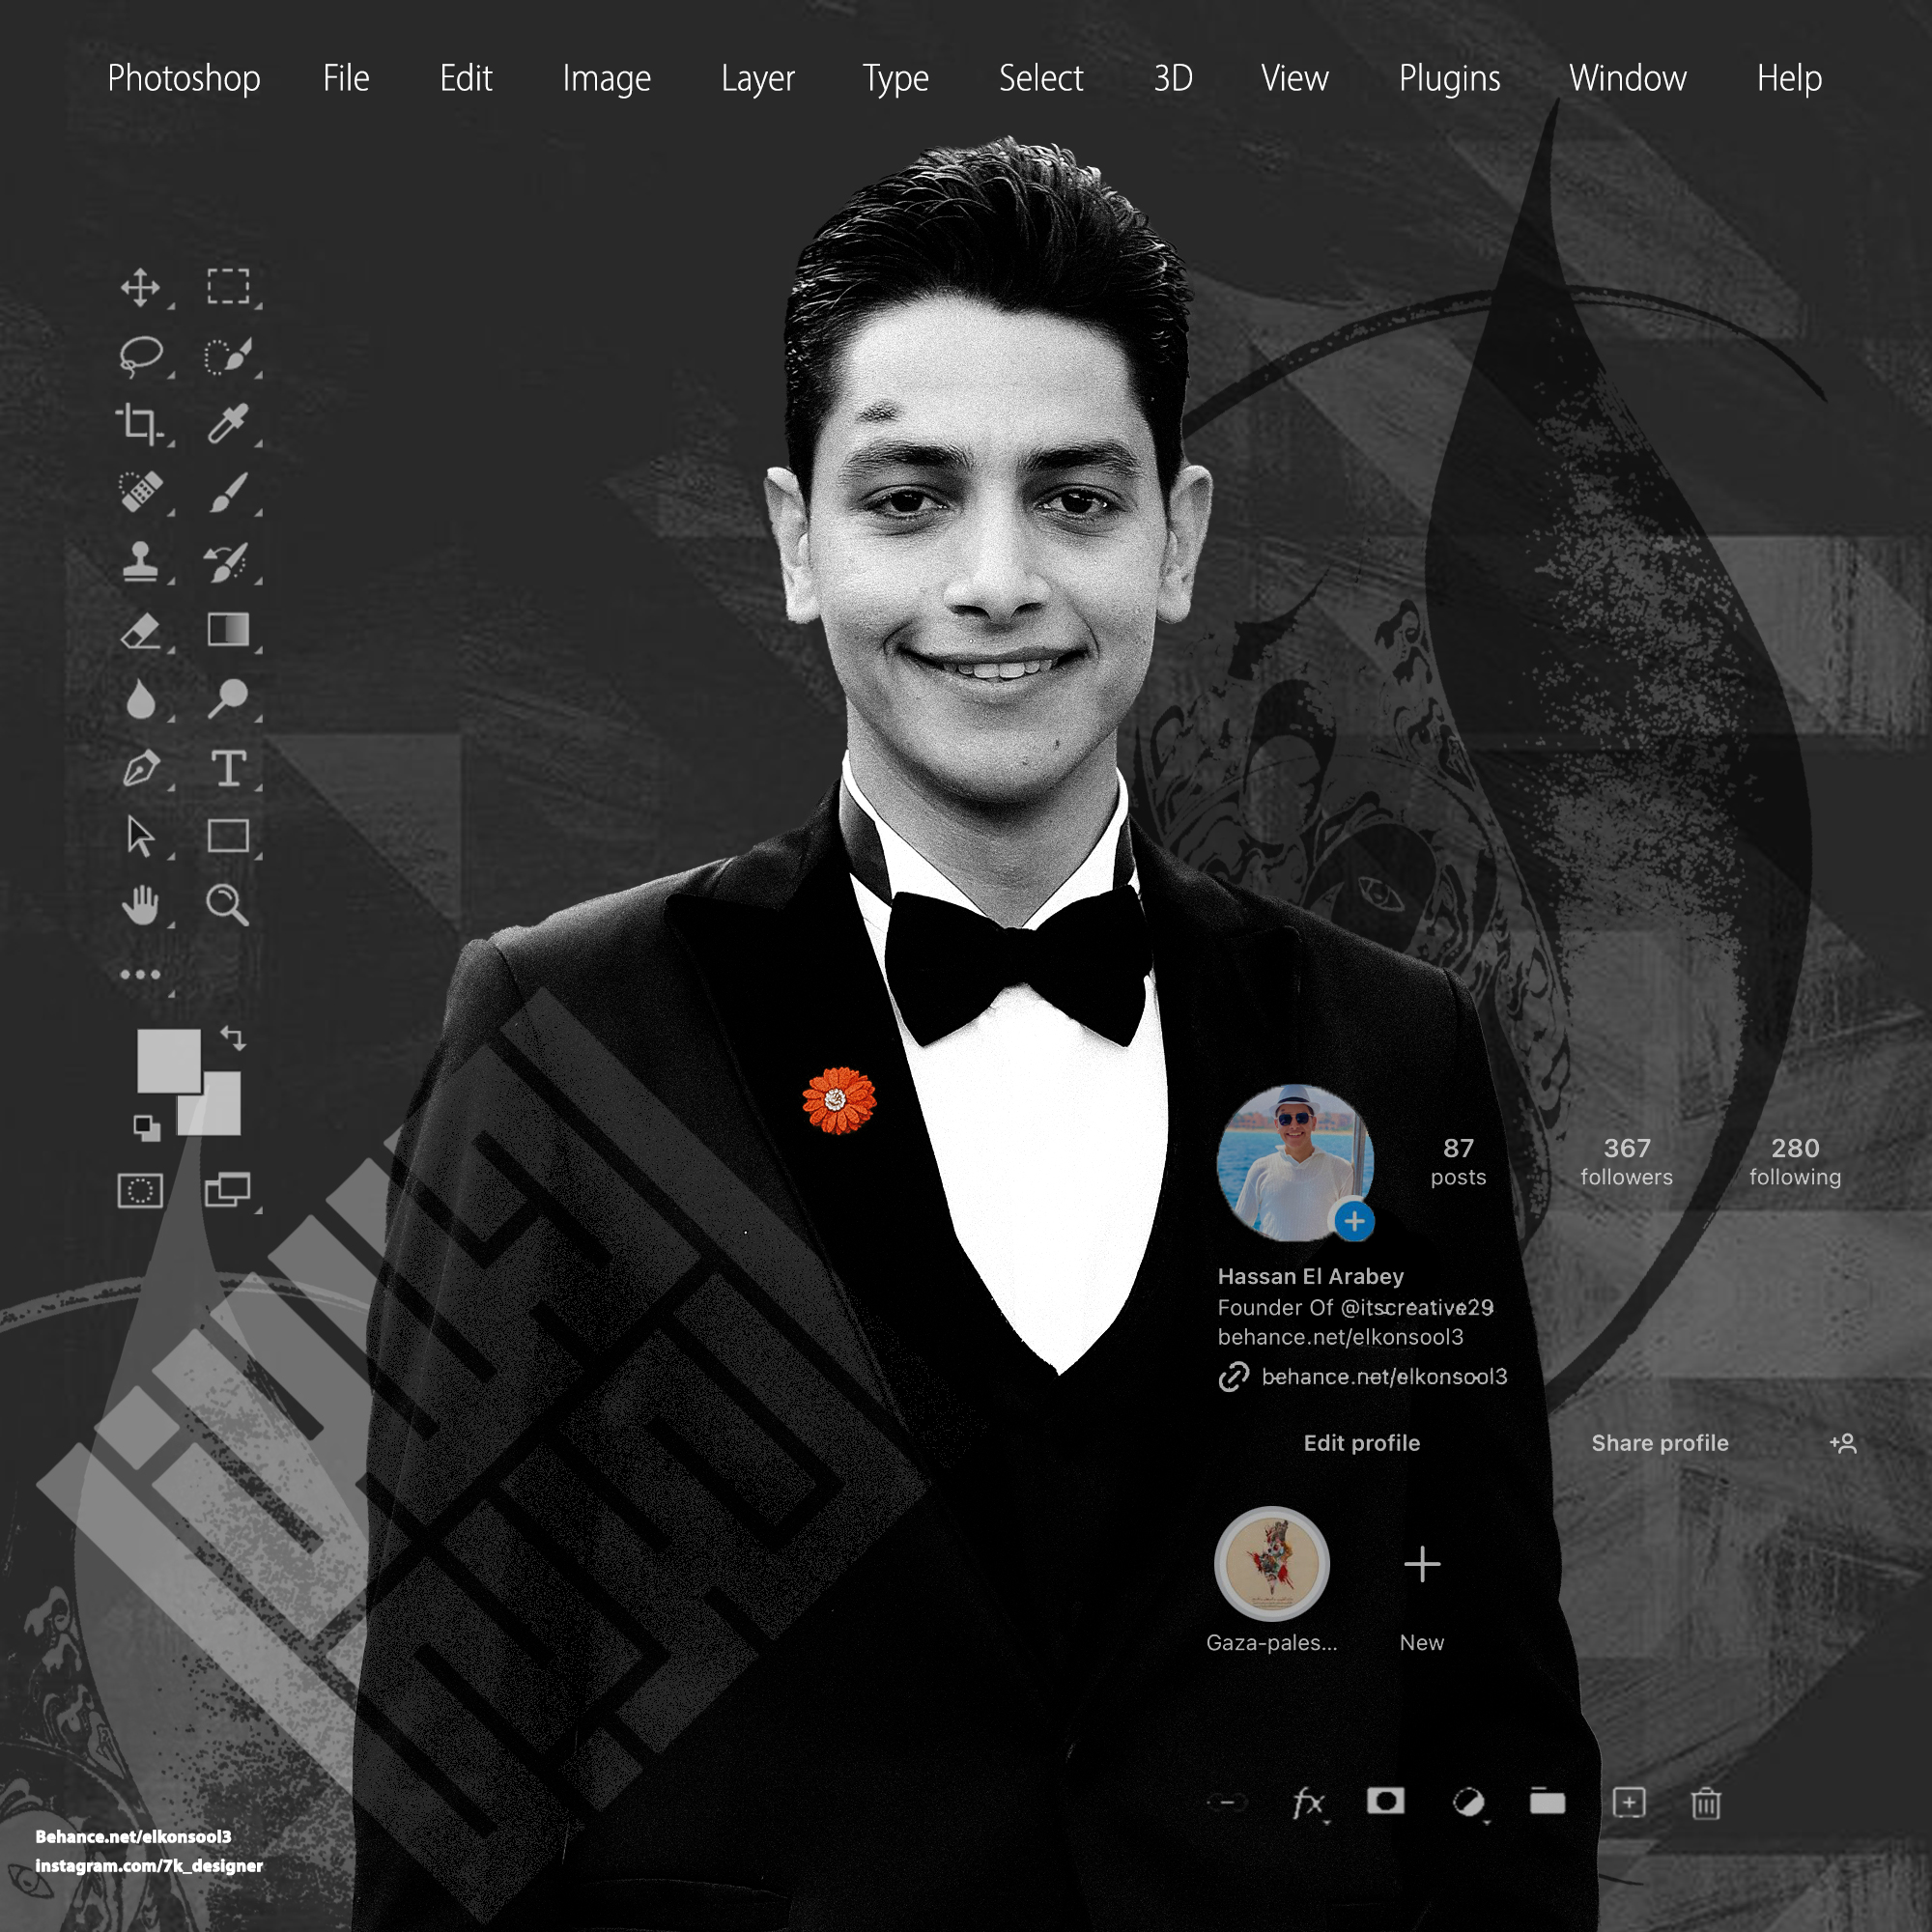 Photoshop File Edit Image Layer Type Select 3D View Plugins Window Help
T
87 367 280
posts followers following
Hassan El Arabey
Founder Of @itscreative29
behance.net/elkonsool3
behance.net/elkonsool3
Edit profile Share profile
Gaza-pales... New
fx
Behance.net/elkonsool3
instagram.com/7k_designer